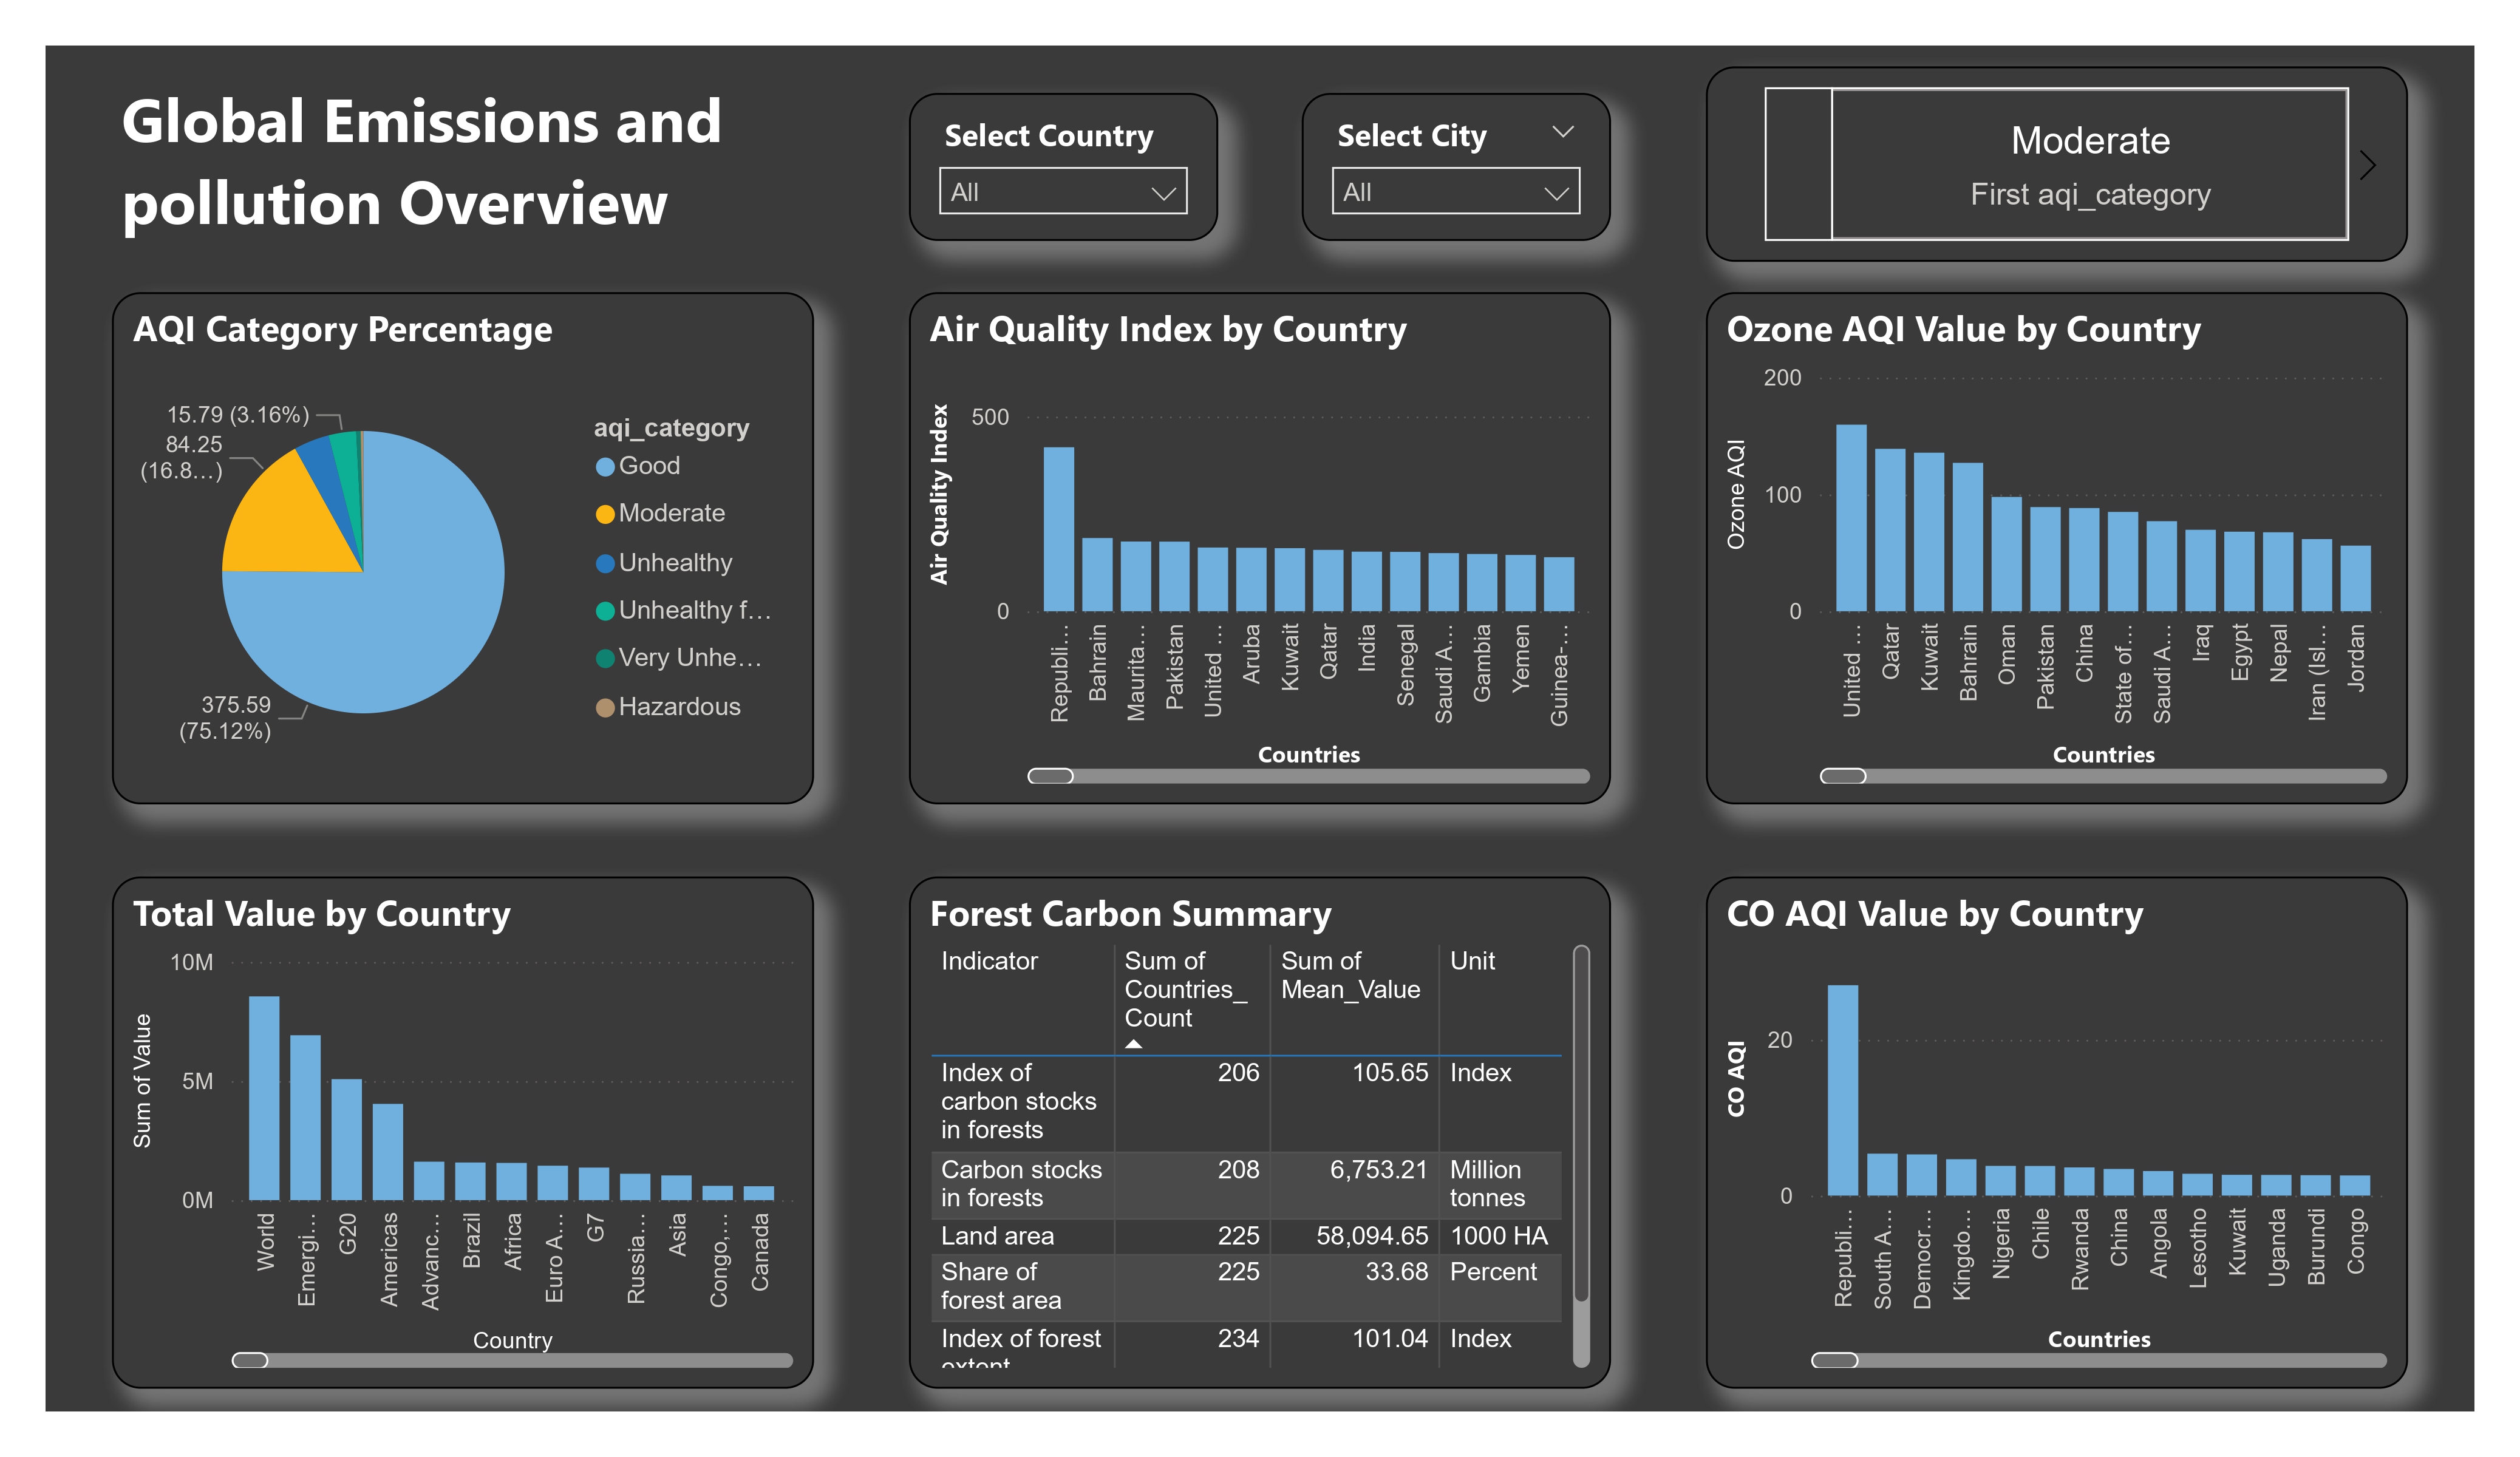 Global Emissions and
pollution Overview
Select Country
All
Select City
All
Moderate
First aqi_category
AQI Category Percentage
15.79 (3.16%)
84.25
(16.8…)
375.59
(75.12%)
aqi_category
Good
Moderate
Unhealthy
Unhealthy f…
Very Unhe…
Hazardous
Air Quality Index by Country
Air Quality Index
500
0
Republi…
Bahrain
Maurita…
Pakistan
United …
Aruba
Kuwait
Qatar
India
Senegal
Saudi A…
Gambia
Yemen
Guinea-…
Countries
Ozone AQI Value by Country
Ozone AQI
200
100
0
United …
Qatar
Kuwait
Bahrain
Oman
Pakistan
China
State of…
Saudi A…
Iraq
Egypt
Nepal
Iran (Isl…
Jordan
Countries
Total Value by Country
Sum of Value
10M
5M
0M
World
Emergi…
G20
Americas
Advanc…
Brazil
Africa
Euro A…
G7
Russia…
Asia
Congo,…
Canada
Country
Forest Carbon Summary
Indicator
Sum of
Countries_
Count
Sum of
Mean_Value
Unit
Index of
carbon stocks
in forests
206
105.65
Index
Carbon stocks
in forests
208
6,753.21
Million
tonnes
Land area
225
58,094.65
1000 HA
Share of
forest area
225
33.68
Percent
Index of forest
extent
234
101.04
Index
CO AQI Value by Country
CO AQI
20
0
Republi…
South A…
Democr…
Kingdo…
Nigeria
Chile
Rwanda
China
Angola
Lesotho
Kuwait
Uganda
Burundi
Congo
Countries